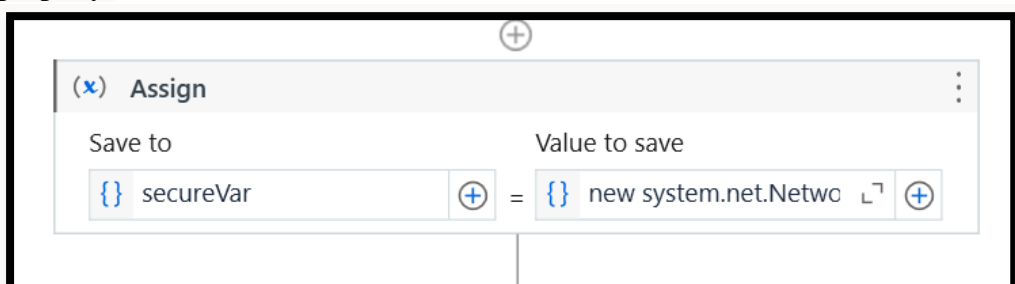 (x) Assign
Save to
Value to save
{} secureVar
=
{} new system.net.Netwo